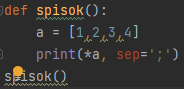 def spisok():
    a = [1,2,3,4]
    print(*a, sep=';')
spisok()